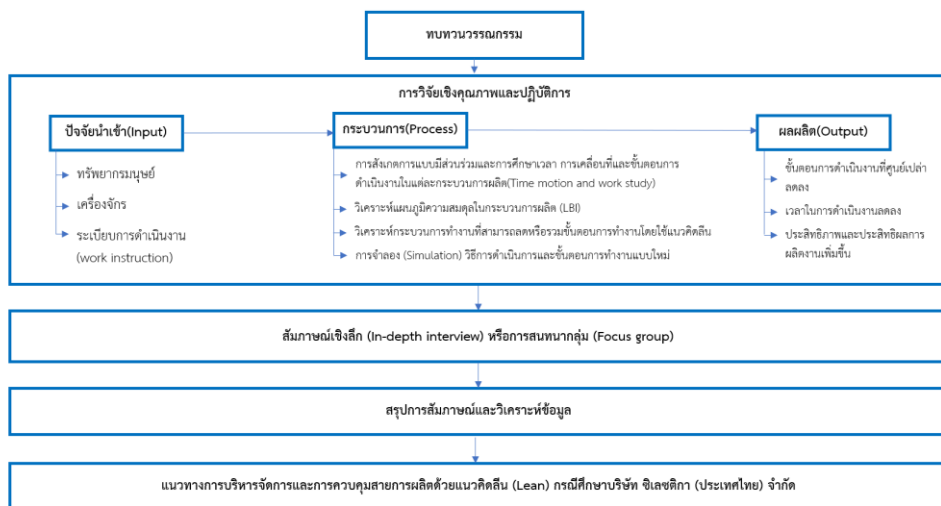 ทบทวนวรรณกรรม
การวิจัยเชิงคุณภาพและปฏิบัติการ
ปัจจัยนำเข้า(Input)
ทรัพยากรมนุษย์
เครื่องจักร
ระเบียบการดำเนินงาน
(work instruction)
กระบวนการ(Process)
การสังเกตการแบบมีส่วนร่วมและการศึกษาเวลา การเคลื่อนที่และขั้นตอนการ
ดำเนินงานในแต่ละกระบวนการผลิต(Time motion and work study)
วิเคราะห์แผนภูมิความสมดุลในกระบวนการผลิต (LBI)
วิเคราะห์กระบวนการทำงานที่สามารถลดหรือรวมขั้นตอนการทำงานโดยใช้แนวคิดลีน
การจำลอง (Simulation) วิธีการดำเนินการและขั้นตอนการทำงานแบบใหม่
ผลผลิต(Output)
ขั้นตอนการดำเนินงานที่ศูนย์เปล่า
ลดลง
เวลาในการดำเนินงานลดลง
ประสิทธิภาพและประสิทธิผลการ
ผลิตงานเพิ่มขึ้น
สัมภาษณ์เชิงลึก (In-depth interview) หรือการสนทนากลุ่ม (Focus group)
สรุปการสัมภาษณ์และวิเคราะห์ข้อมูล
แนวทางการบริหารจัดการและการควบคุมสายการผลิตด้วยแนวคิดลีน (Lean) กรณีศึกษาบริษัท ซิเลซติกา (ประเทศไทย) จำกัด